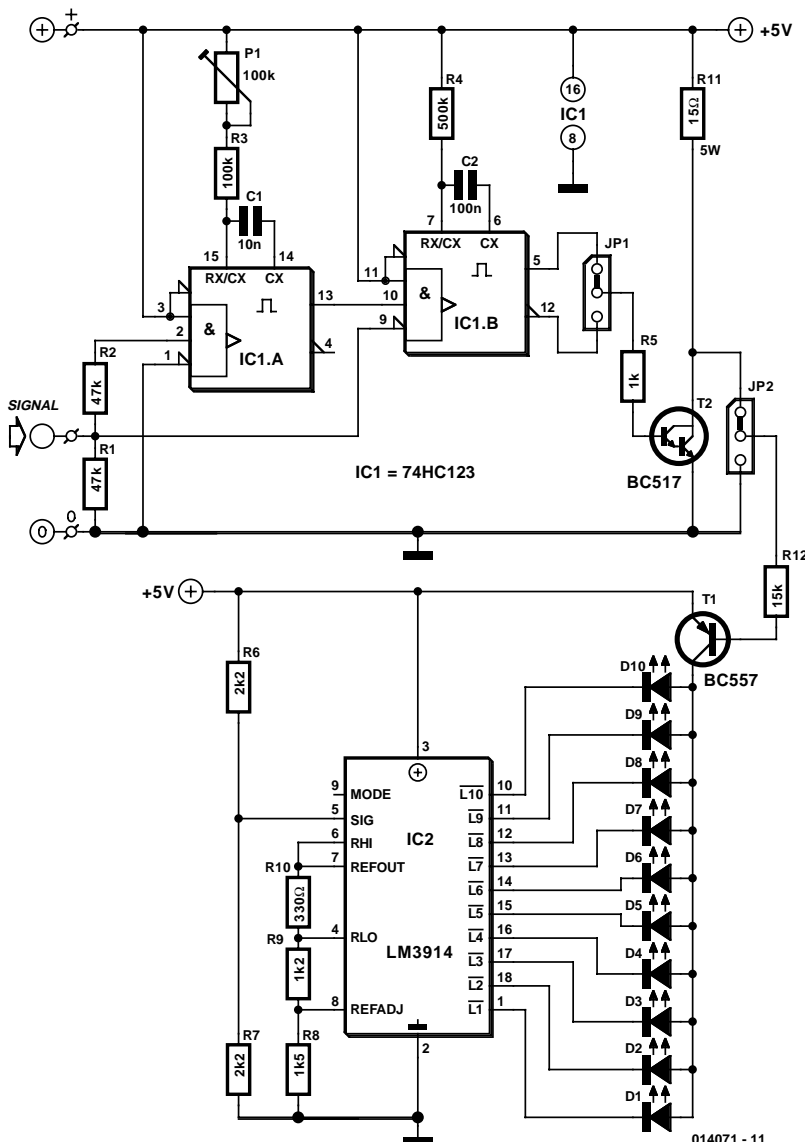 +
+5V
P1
100k
R4
500k
R11
15Ω
5W
16
IC1
8
R3
100k
C1
10n
C2
100n
15
14
RX/CX
CX
7
6
RX/CX
CX
JP1
3
2
1
&
IC1.A
13
4
11
10
9
&
IC1.B
5
12
R5
1k
R2
47k
SIGNAL
R1
47k
0
0
T2
BC517
JP2
IC1 = 74HC123
R12
15k
+5V
T1
BC557
R6
2k2
3
9
MODE
5
SIG
6
RHI
7
REFOUT
4
RLO
8
REFADJ
IC2
LM3914
2
R10
330Ω
R9
1k2
R8
1k5
R7
2k2
L10
10
D10
L9
11
D9
L8
12
D8
L7
13
D7
L6
14
D6
L5
15
D5
L4
16
D4
L3
17
D3
L2
18
D2
L1
1
D1
014071 - 11